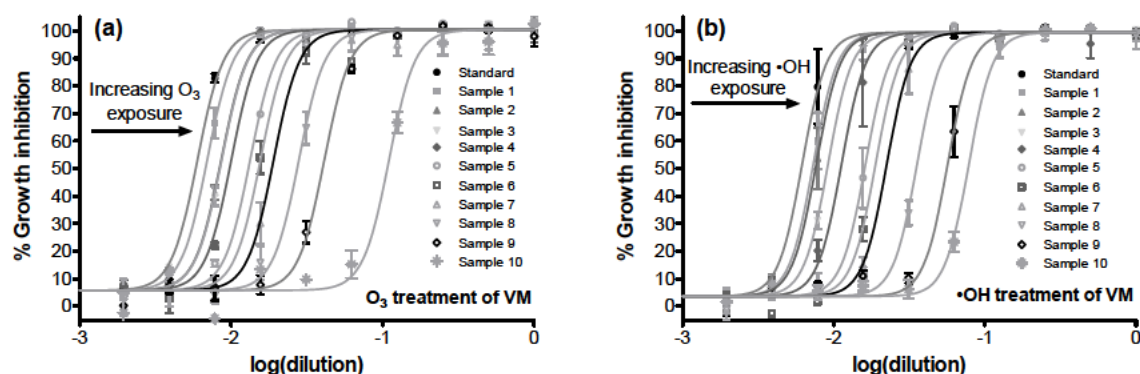 (a)
% Growth inhibition
100
90
80
70
60
50
40
30
20
10
0
Increasing O₃
exposure
Standard
Sample 1
Sample 2
Sample 3
Sample 4
Sample 5
Sample 6
Sample 7
Sample 8
Sample 9
Sample 10
O₃ treatment of VM
-3
-2
-1
0
log(dilution)
(b)
% Growth inhibition
100
90
80
70
60
50
40
30
20
10
0
Increasing •OH
exposure
Standard
Sample 1
Sample 2
Sample 3
Sample 4
Sample 5
Sample 6
Sample 7
Sample 8
Sample 9
Sample 10
•OH treatment of VM
-3
-2
-1
0
log(dilution)